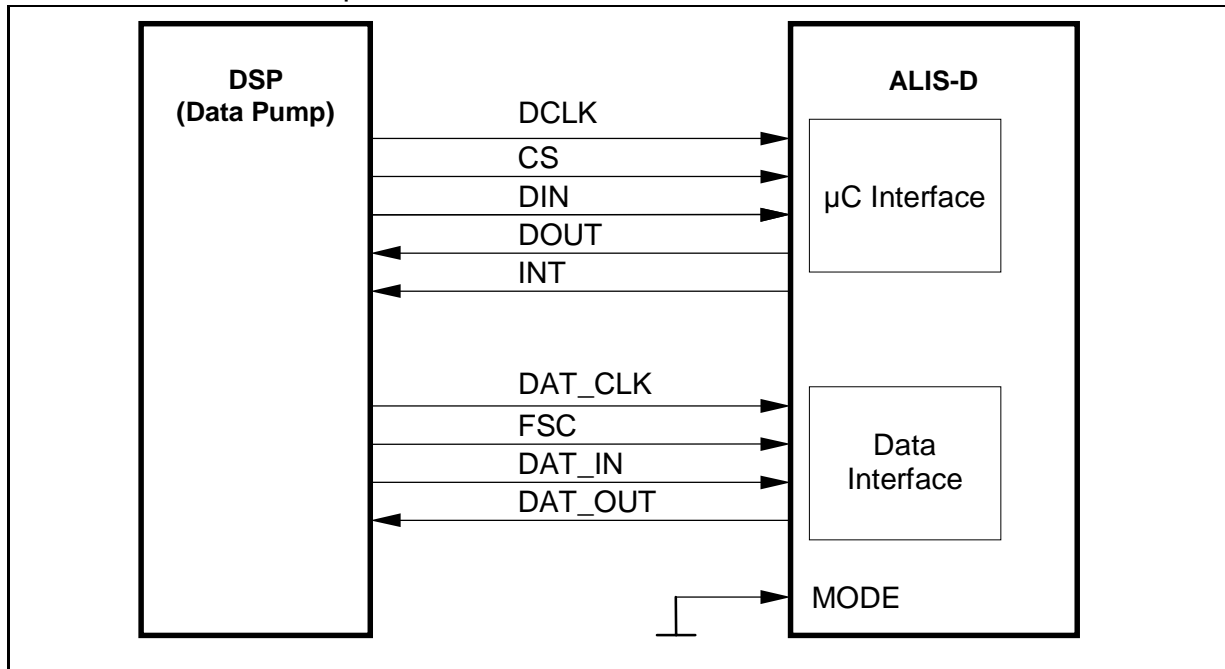 DSP
(Data Pump)
ALIS-D
DCLK
CS
DIN
DOUT
INT
µC Interface
DAT_CLK
FSC
DAT_IN
DAT_OUT
Data
Interface
MODE